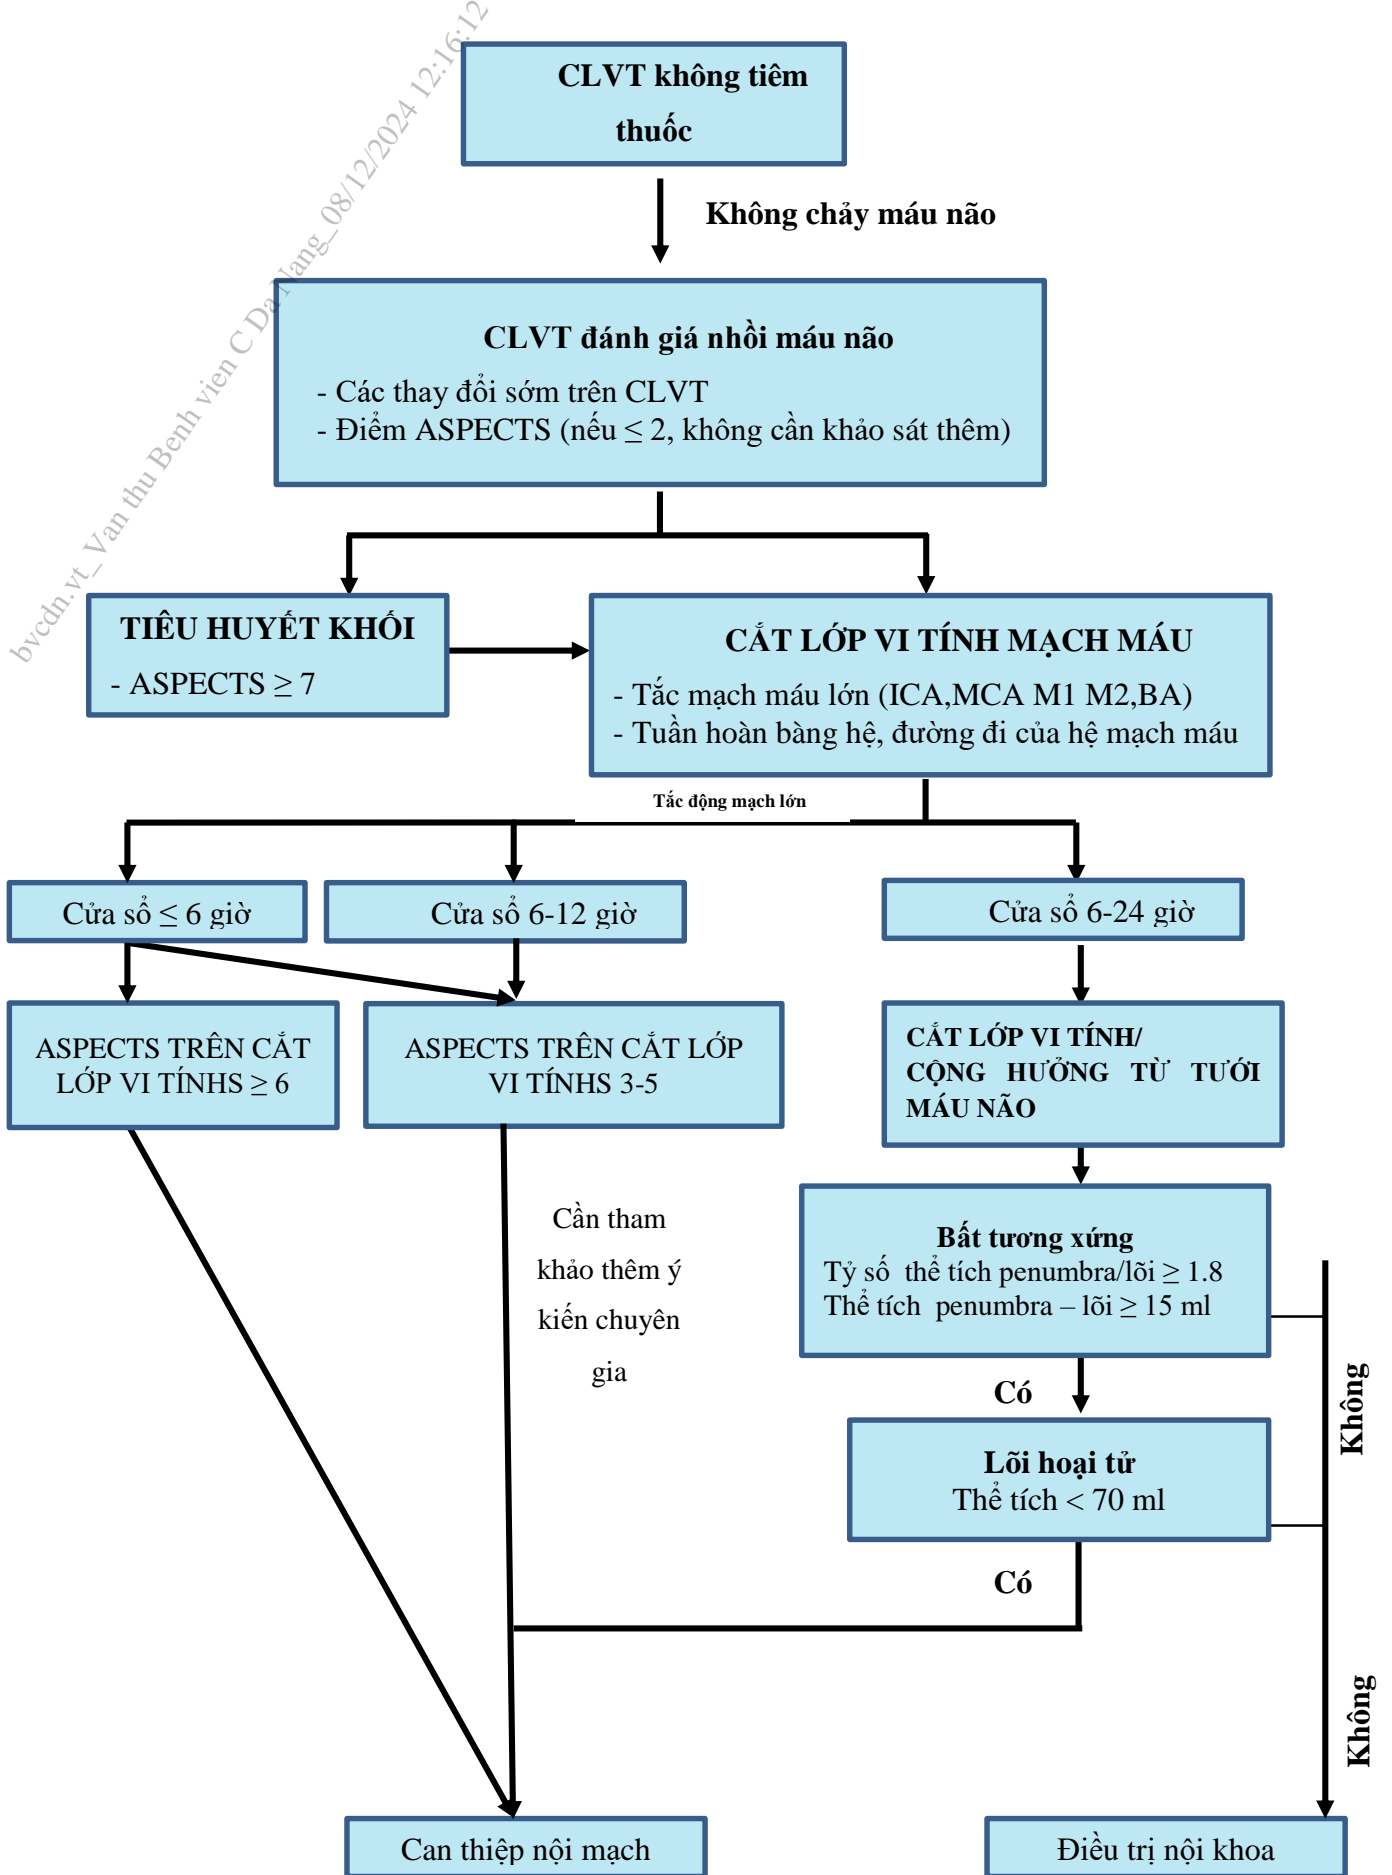 bvcdn.vt_Van thu Benh vien C Da Nang_08/12/2024 12:16:12
CLVT không tiêm
thuốc
Không chảy máu não
CLVT đánh giá nhồi máu não
- Các thay đổi sớm trên CLVT
- Điểm ASPECTS (nếu ≤ 2, không cần khảo sát thêm)
TIÊU HUYẾT KHỐI
- ASPECTS ≥ 7
CẮT LỚP VI TÍNH MẠCH MÁU
- Tắc mạch máu lớn (ICA,MCA M1 M2,BA)
- Tuần hoàn bàng hệ, đường đi của hệ mạch máu
Tắc động mạch lớn
Cửa sổ ≤ 6 giờ
Cửa sổ 6-12 giờ
Cửa sổ 6-24 giờ
ASPECTS TRÊN CẮT
LỚP VI TÍNHS ≥ 6
ASPECTS TRÊN CẮT LỚP
VI TÍNHS 3-5
CẮT LỚP VI TÍNH/
CỘNG HƯỞNG TỪ TƯỚI
MÁU NÃO
Cần tham
khảo thêm ý
kiến chuyên
gia
Bất tương xứng
Tỷ số thể tích penumbra/lõi ≥ 1.8
Thể tích penumbra – lõi ≥ 15 ml
Có
Không
Lõi hoại tử
Thể tích < 70 ml
Có
Không
Can thiệp nội mạch
Điều trị nội khoa